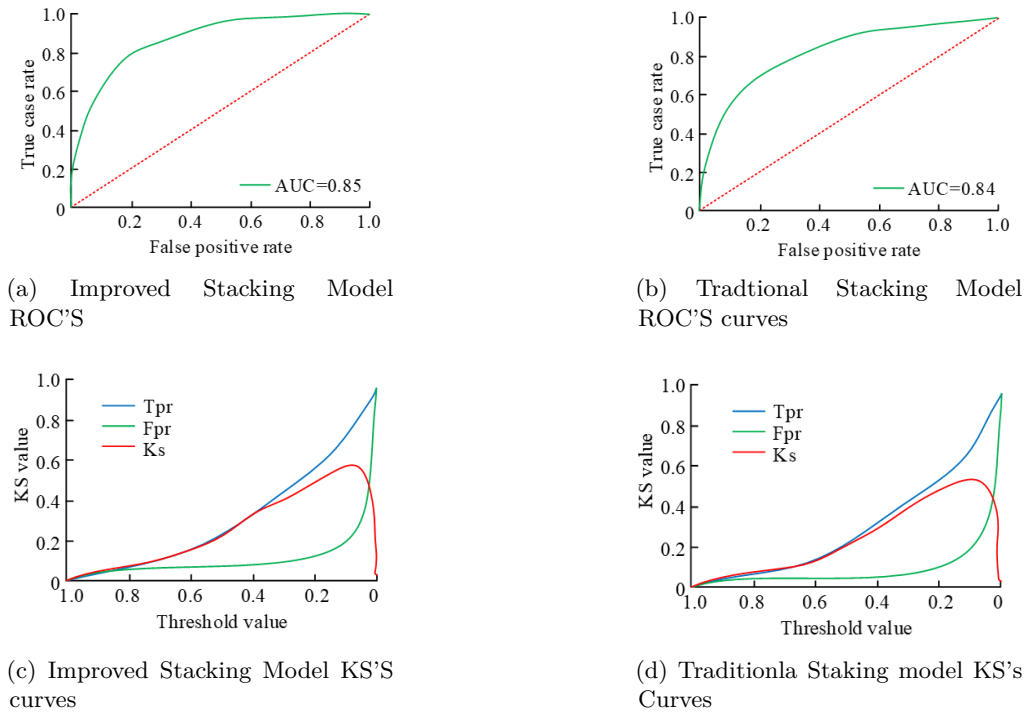 1.0
0.8
0.6
0.4
0.2
0
True case rate
AUC=0.85
0.2 0.4 0.6 0.8 1.0
False positive rate
(a) Improved Stacking Model
ROC'S
1.0
0.8
0.6
0.4
0.2
0
True case rate
AUC=0.84
0.2 0.4 0.6 0.8 1.0
False positive rate
(b) Tradtional Stacking Model
ROC'S curves
1.0
0.8
0.6
0.4
0.2
0
KS value
Tpr
Fpr
Ks
1.0 0.8 0.6 0.4 0.2 0
Threshold value
(c) Improved Stacking Model KS'S
curves
1.0
0.8
0.6
0.4
0.2
0
KS value
Tpr
Fpr
Ks
1.0 0.8 0.6 0.4 0.2 0
Threshold value
(d) Traditionla Staking model KS's
Curves